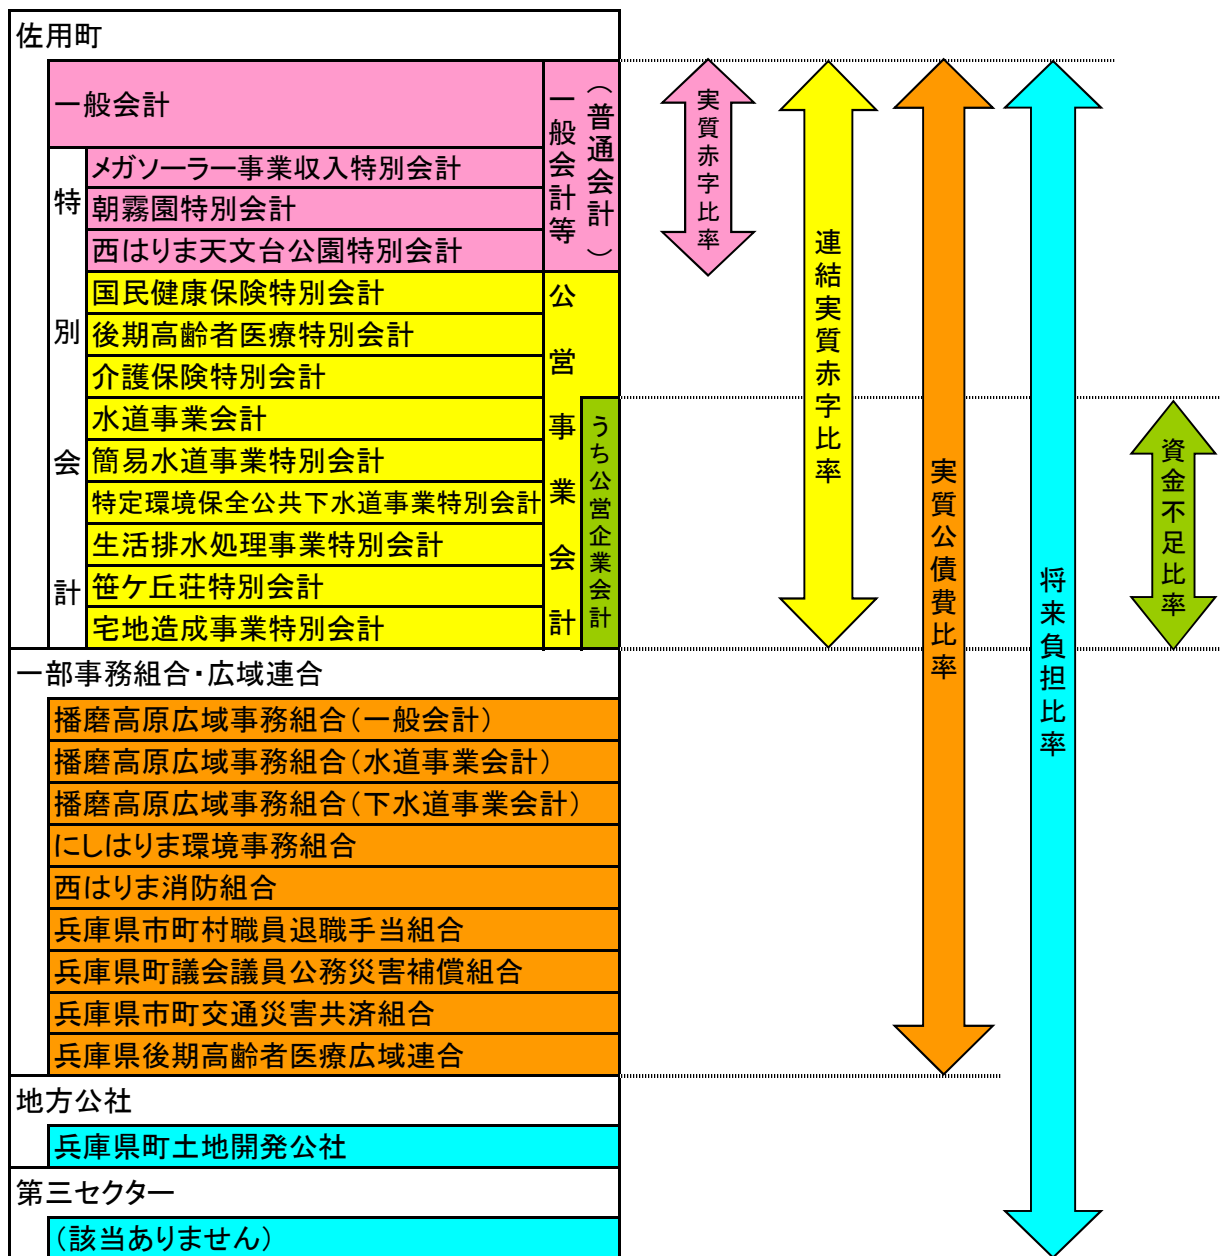 佐用町
一般会計
特別会計
メガソーラー事業収入特別会計
朝霧園特別会計
西はりま天文台公園特別会計
国民健康保険特別会計
後期高齢者医療特別会計
介護保険特別会計
水道事業会計
簡易水道事業特別会計
特定環境保全公共下水道事業特別会計
生活排水処理事業特別会計
笹ケ丘荘特別会計
宅地造成事業特別会計
一般会計等
（普通会計）
公営事業会計
うち公営企業会計
実質赤字比率
連結実質赤字比率
実質公債費比率
将来負担比率
資金不足比率
一部事務組合・広域連合
播磨高原広域事務組合（一般会計）
播磨高原広域事務組合（水道事業会計）
播磨高原広域事務組合（下水道事業会計）
にしはりま環境事務組合
西はりま消防組合
兵庫県市町村職員退職手当組合
兵庫県町議会議員公務災害補償組合
兵庫県市町交通災害共済組合
兵庫県後期高齢者医療広域連合
地方公社
兵庫県町土地開発公社
第三セクター
（該当ありません）